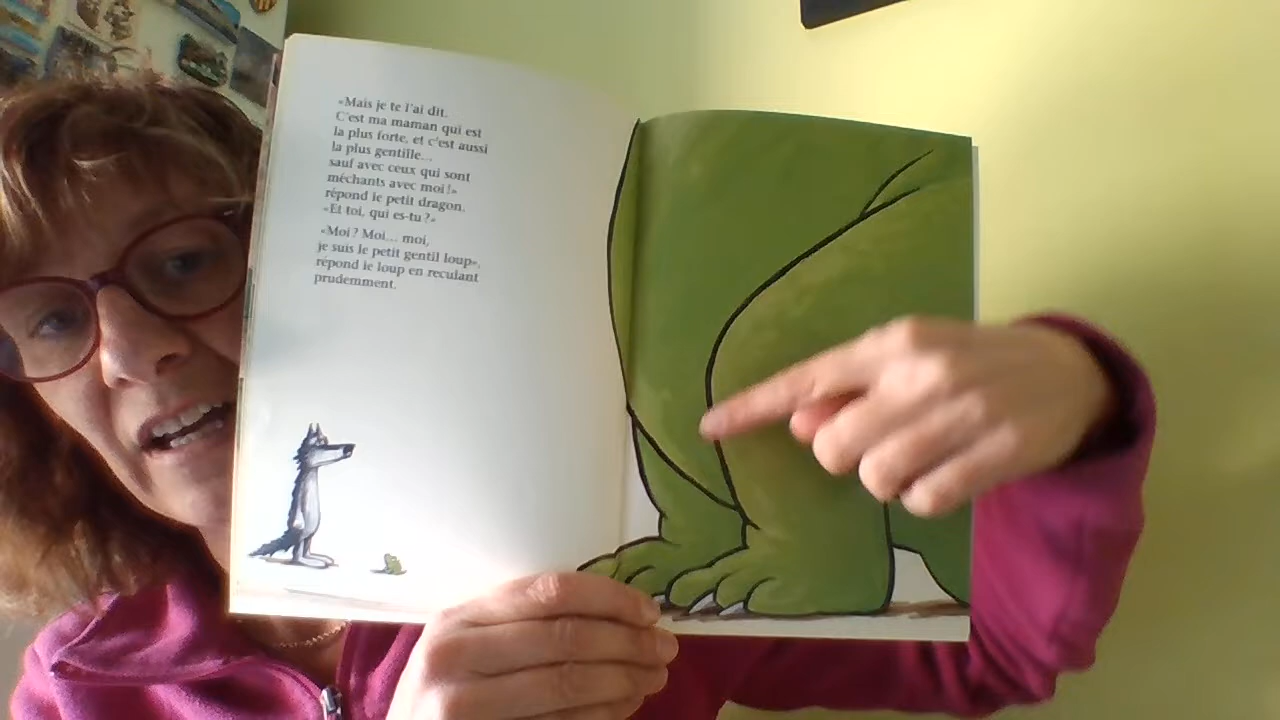 «Mais je te l'ai dit.
C'est ma maman qui est
la plus forte, et c'est aussi
la plus gentille...
sauf avec ceux qui sont
méchants avec moi!»
répond le petit dragon.
«Et toi, qui es-tu?»
«Moi? Moi... moi,
je suis le petit gentil loup»,
répond le loup en reculant
prudemment.